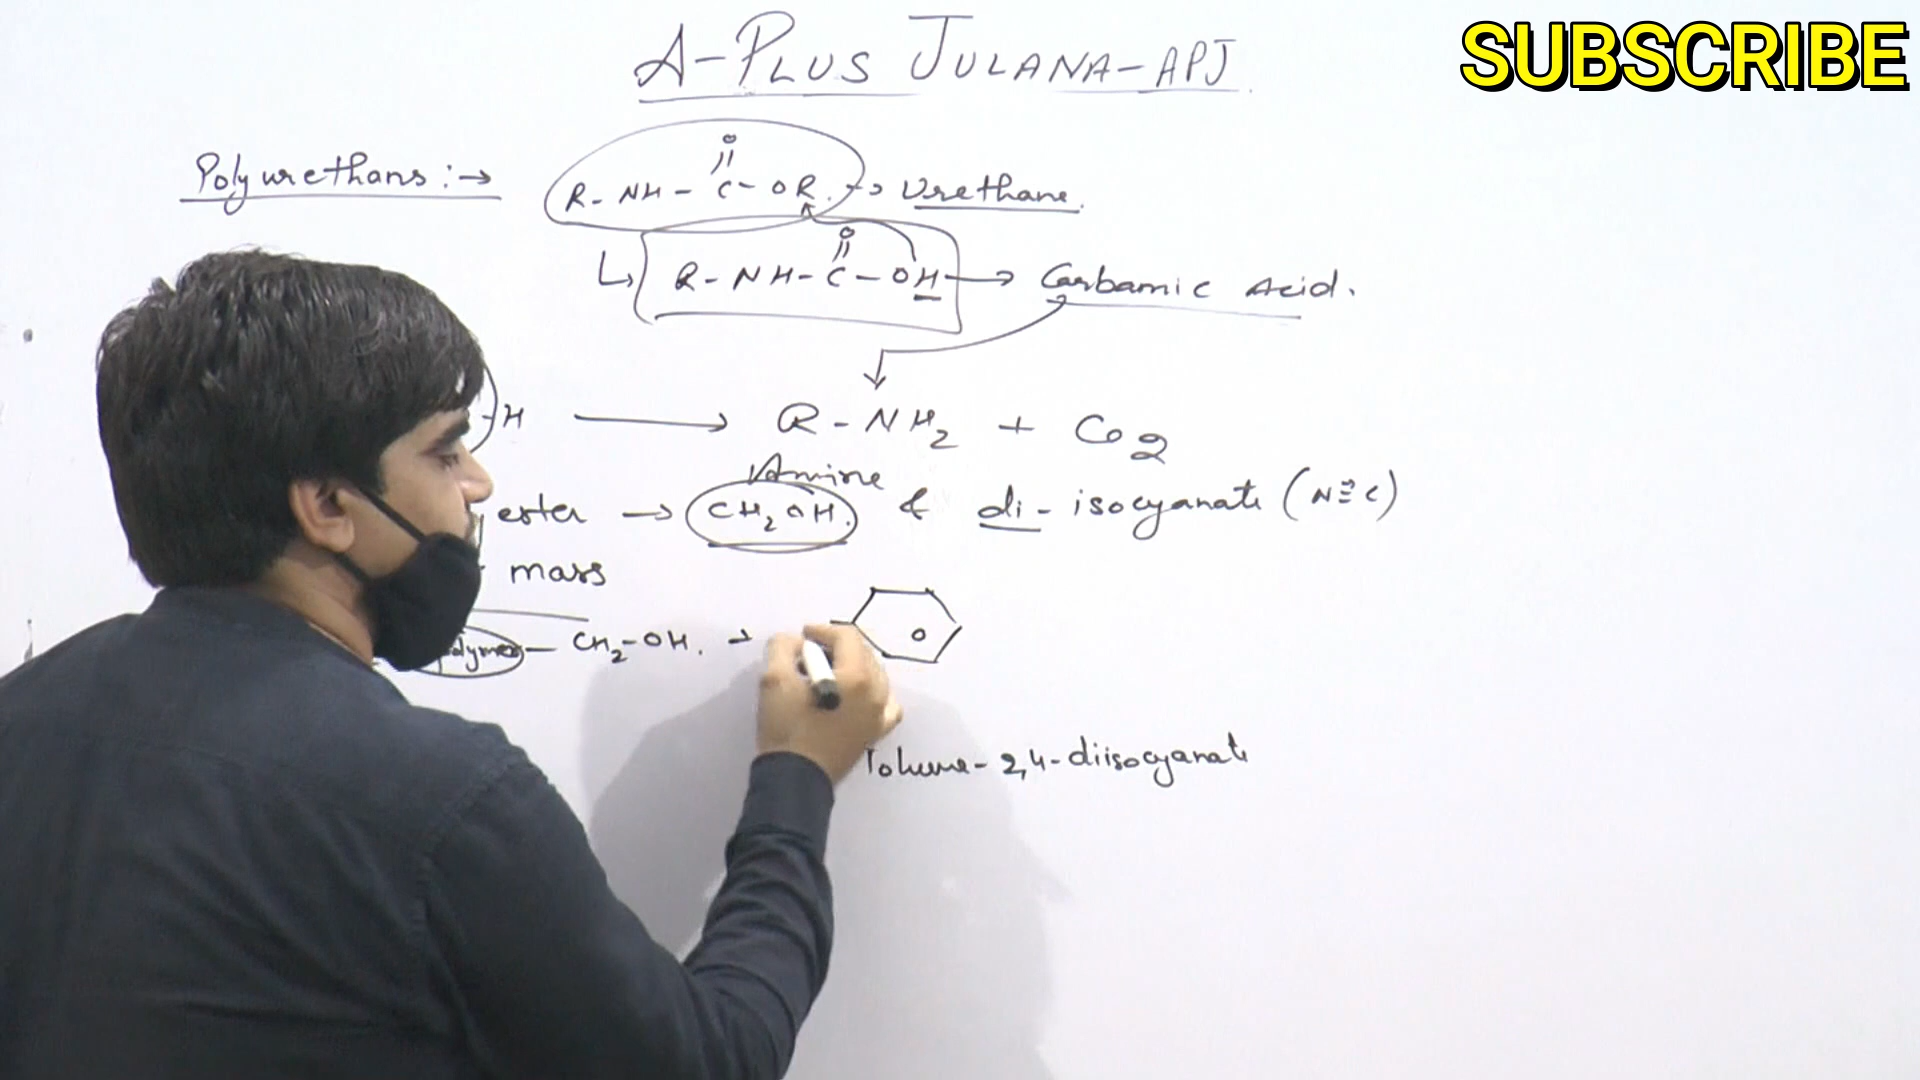 A-PLUS JULANA-APJ
SUBSCRIBE
O
Polyurethans :→ R-NH-C-OR. → Urethane.
O
R-NH-C-OH → Carbamic Acid.
-H → R-NH2 + CO2
Amine
ester → CH2OH. & di-isocyanate (N≡C)
mass
CH2-OH. →
Toluene-2,4-diisocyanate